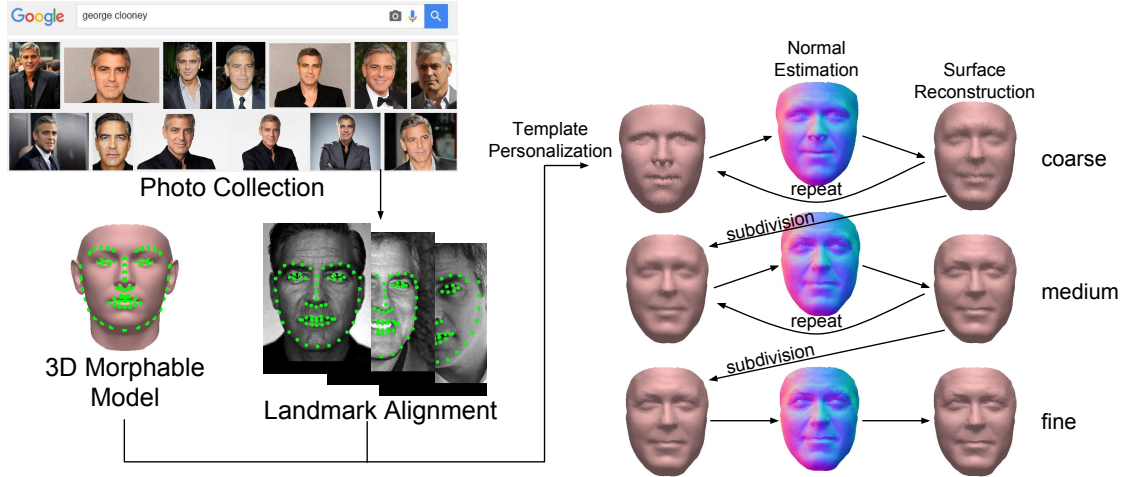 Google
george clooney
Photo Collection
3D Morphable
Model
Landmark Alignment
Template
Personalization
Normal
Estimation
Surface
Reconstruction
coarse
repeat
subdivision
medium
repeat
subdivision
fine